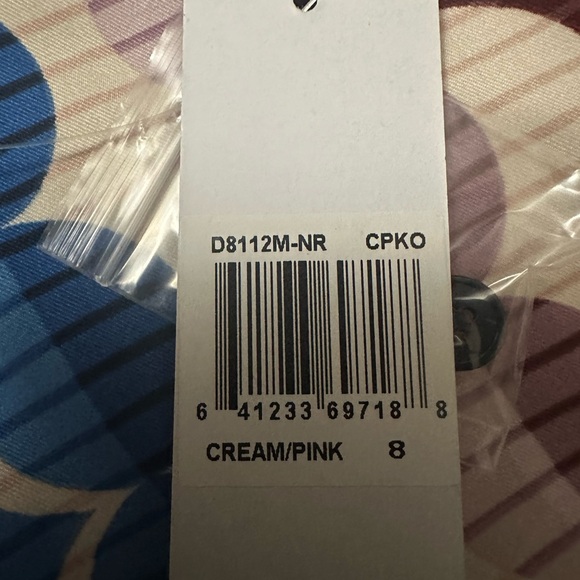 D8112M-NR CPKO
6 41233 69718 8
CREAM/PINK 8